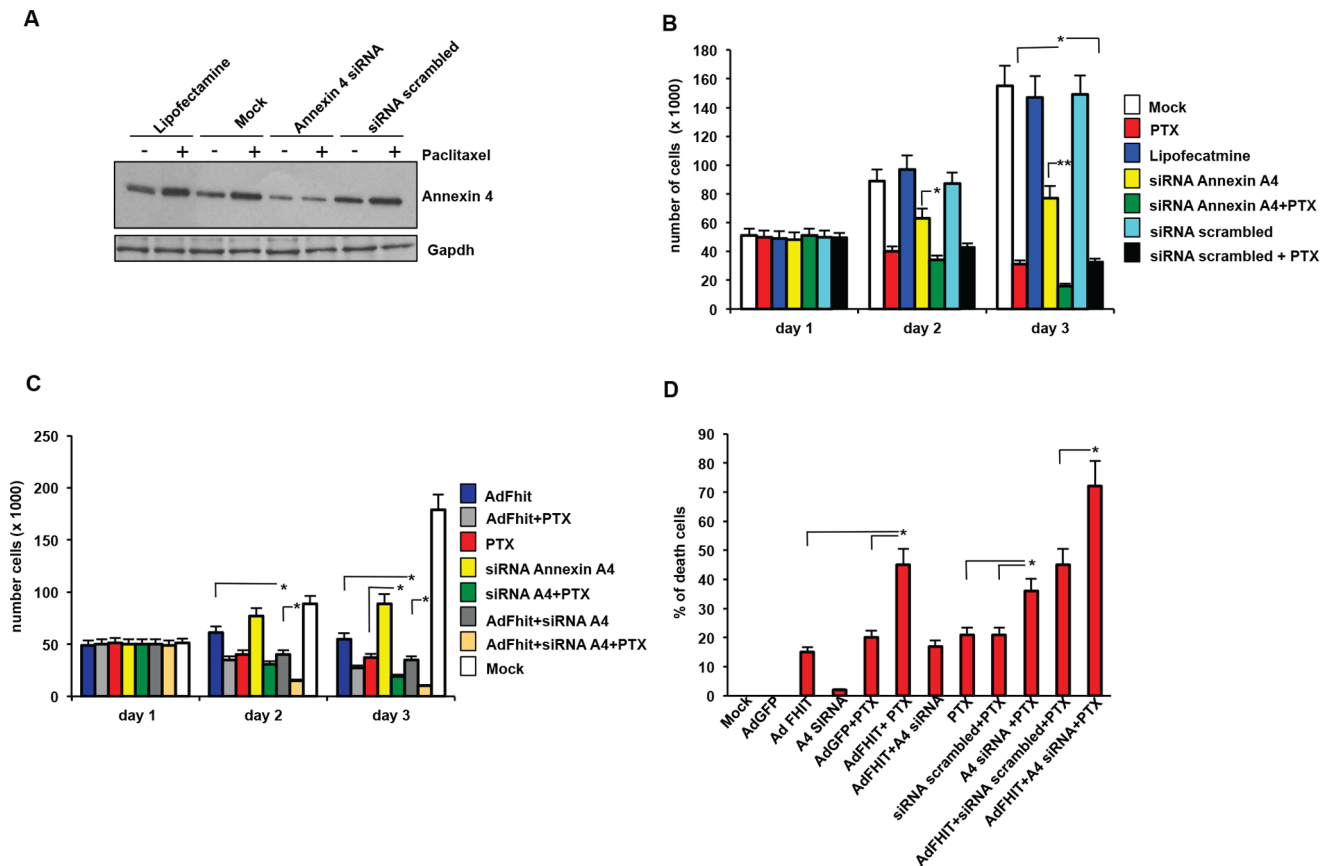 A
Lipofectamine
Mock
Annexin 4 siRNA
siRNA scrambled
- + - + - + - + Paclitaxel
Annexin 4
Gapdh
B
number of cells (x 1000)
180
160
140
120
100
80
60
40
20
0
day 1 day 2 day 3
*
**
*
Mock
PTX
Lipofecatmine
siRNA Annexin A4
siRNA Annexin A4+PTX
siRNA scrambled
siRNA scrambled + PTX
C
number cells (x 1000)
250
200
150
100
50
0
day 1 day 2 day 3
*
*
*
*
*
AdFhit
AdFhit+PTX
PTX
siRNA Annexin A4
siRNA A4+PTX
AdFhit+siRNA A4
AdFhit+siRNA A4+PTX
Mock
D
% of death cells
90
80
70
60
50
40
30
20
10
0
*
*
*
Mock
AdGFP
Ad FHIT
A4 SIRNA
AdGFP+PTX
AdFHIT+ PTX
AdFHIT+A4 siRNA
PTX
siRNA scrambled+PTX
A4 siRNA +PTX
AdFHIT+siRNA scrambled+PTX
AdFHIT+A4 siRNA+PTX